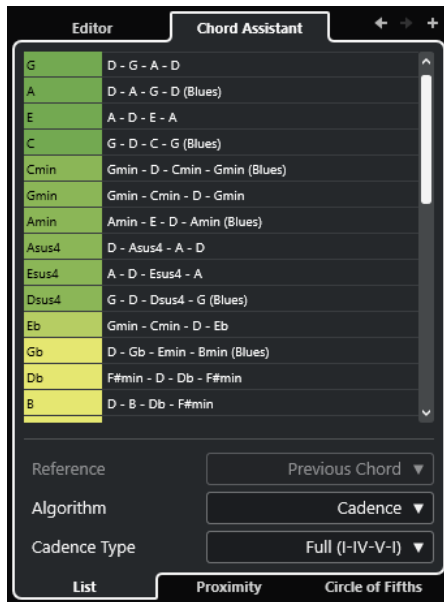 Editor Chord Assistant
G D - G - A - D
A D - A - G - D (Blues)
E A - D - E - A
C G - D - C - G (Blues)
Cmin Gmin - D - Cmin - Gmin (Blues)
Gmin Gmin - Cmin - D - Gmin
Amin Amin - E - D - Amin (Blues)
Asus4 D - Asus4 - A - D
Esus4 A - D - Esus4 - A
Dsus4 G - D - Dsus4 - G (Blues)
Eb Gmin - Cmin - D - Eb
Gb D - Gb - Emin - Bmin (Blues)
Db F#min - D - Db - F#min
B D - B - Db - F#min
Reference Previous Chord
Algorithm Cadence
Cadence Type Full (I-IV-V-I)
List Proximity Circle of Fifths